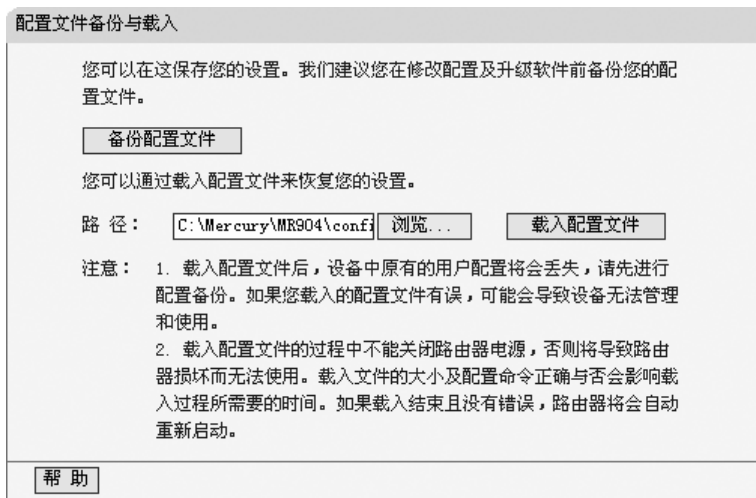 配置文件备份与载入
您可以在这保存您的设置。我们建议您在修改配置及升级软件前备份您的配
置文件。
备份配置文件
您可以通过载入配置文件来恢复您的设置。
路 径： C:\Mercury\MR904\confi 浏览... 载入配置文件
注意： 1. 载入配置文件后，设备中原有的用户配置将会丢失，请先进行
配置备份。如果您载入的配置文件有误，可能会导致设备无法管理
和使用。
2. 载入配置文件的过程中不能关闭路由器电源，否则将导致路由
器损坏而无法使用。载入文件的大小及配置命令正确与否会影响载
入过程所需要的时间。如果载入结束且没有错误，路由器将会自动
重新启动。
帮 助